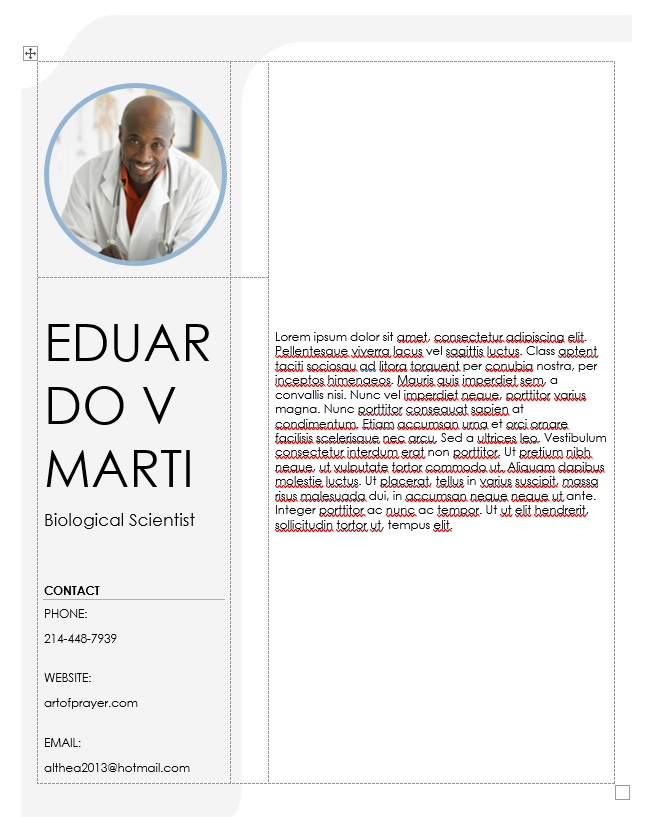 EDUAR
DO V
MARTI
Biological Scientist
CONTACT
PHONE:
214-448-7939
WEBSITE:
artofprayer.com
EMAIL:
althea2013@hotmail.com
Lorem ipsum dolor sit amet, consectetur adipiscing elit.
Pellentesque viverra lacus vel sagittis luctus. Class aptent
taciti sociosqu ad litora torquent per conubia nostra, per
inceptos himenaeos. Mauris quis imperdiet sem, a
convallis nisi. Nunc vel imperdiet neque, porttitor varius
magna. Nunc porttitor consequat sapien at
condimentum. Etiam accumsan urna et orci ornare
facilisis scelerisque nec arcu. Sed a ultrices leo. Vestibulum
consectetur interdum erat non porttitor. Ut pretium nibh
neque, ut vulputate tortor commodo ut. Aliquam dapibus
molestie luctus. Ut placerat, tellus in varius suscipit, massa
risus malesuada dui, in accumsan neque neque ut ante.
Integer porttitor ac nunc ac tempor. Ut ut elit hendrerit,
sollicitudin tortor ut, tempus elit.